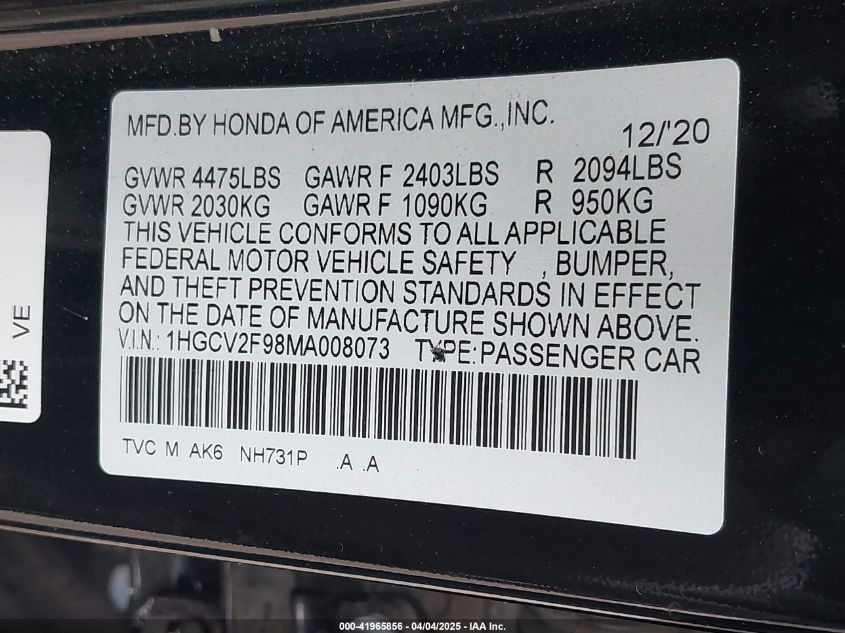 MFD.BY HONDA OF AMERICA MFG.,INC.
12/'20
GVWR 4475LBS GAWR F 2403LBS R 2094LBS
GVWR 2030KG GAWR F 1090KG R 950KG
THIS VEHICLE CONFORMS TO ALL APPLICABLE
FEDERAL MOTOR VEHICLE SAFETY , BUMPER,
AND THEFT PREVENTION STANDARDS IN EFFECT
ON THE DATE OF MANUFACTURE SHOWN ABOVE.
V.I.N.: 1HGCV2F98MA008073 TYPE:PASSENGER CAR
TVC M AK6 NH731P .A .A
VE
000-41965856 - 04/04/2025 - IAA Inc.